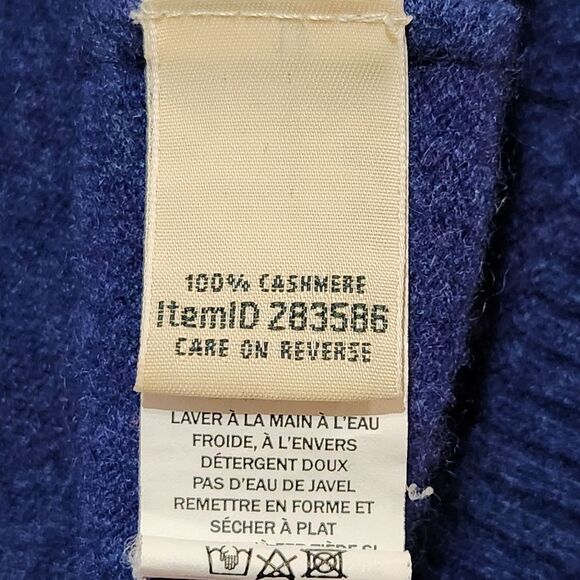 100% CASHMERE
ItemID 283586
CARE ON REVERSE
LAVER À LA MAIN À L'EAU
FROIDE, À L'ENVERS
DÉTERGENT DOUX
PAS D'EAU DE JAVEL
REMETTRE EN FORME ET
SÉCHER À PLAT